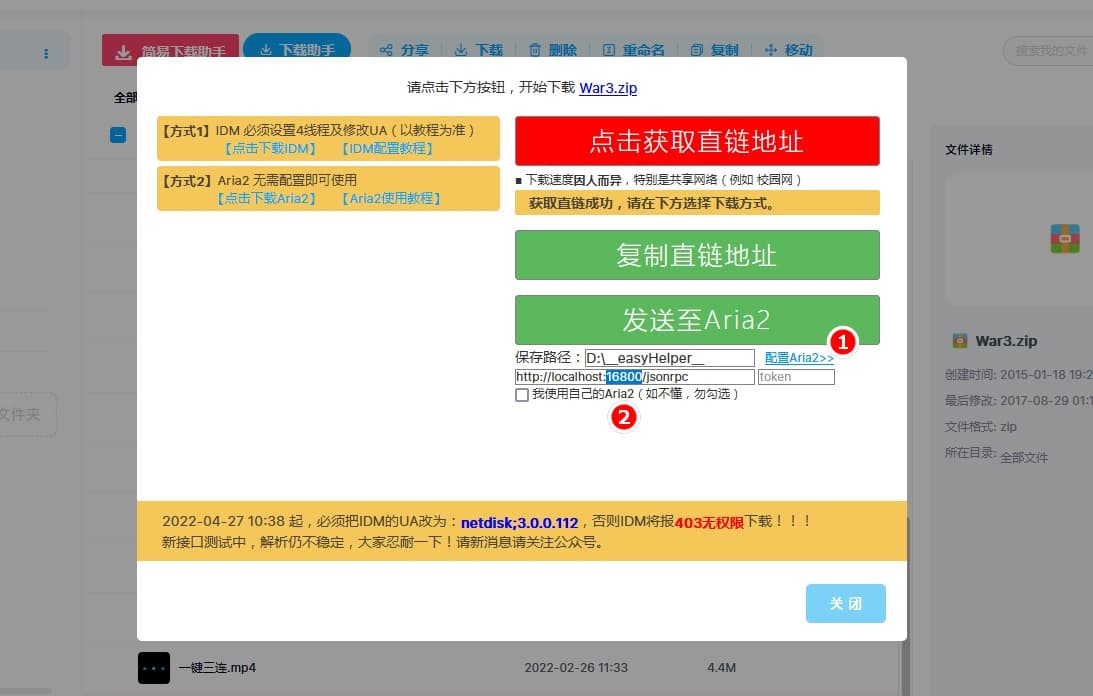 简易下载助手
下载助手
分享
下载
删除
重命名
复制
移动
搜索我的文件
全部
请点击下方按钮，开始下载 War3.zip
【方式1】IDM 必须设置4线程及修改UA（以教程为准）
【点击下载IDM】 【IDM配置教程】
【方式2】Aria2 无需配置即可使用
【点击下载Aria2】 【Aria2使用教程】
点击获取直链地址
■ 下载速度因人而异，特别是共享网络（例如 校园网）
获取直链成功，请在下方选择下载方式。
复制直链地址
发送至Aria2
1
保存路径：D:\__easyHelper__ 配置Aria2>>
http://localhost:16800/jsonrpc token
我使用自己的Aria2（如不懂，勿勾选）
2
2022-04-27 10:38 起，必须把IDM的UA改为：netdisk;3.0.0.112，否则IDM将报403无权限下载！！！
新接口测试中，解析仍不稳定，大家忍耐一下！请新消息请关注公众号。
关 闭
文件夹
一键三连.mp4 2022-02-26 11:33 4.4M
文件详情
War3.zip
创建时间: 2015-01-18 19:2
最后修改: 2017-08-29 01:1
文件格式: zip
所在目录: 全部文件